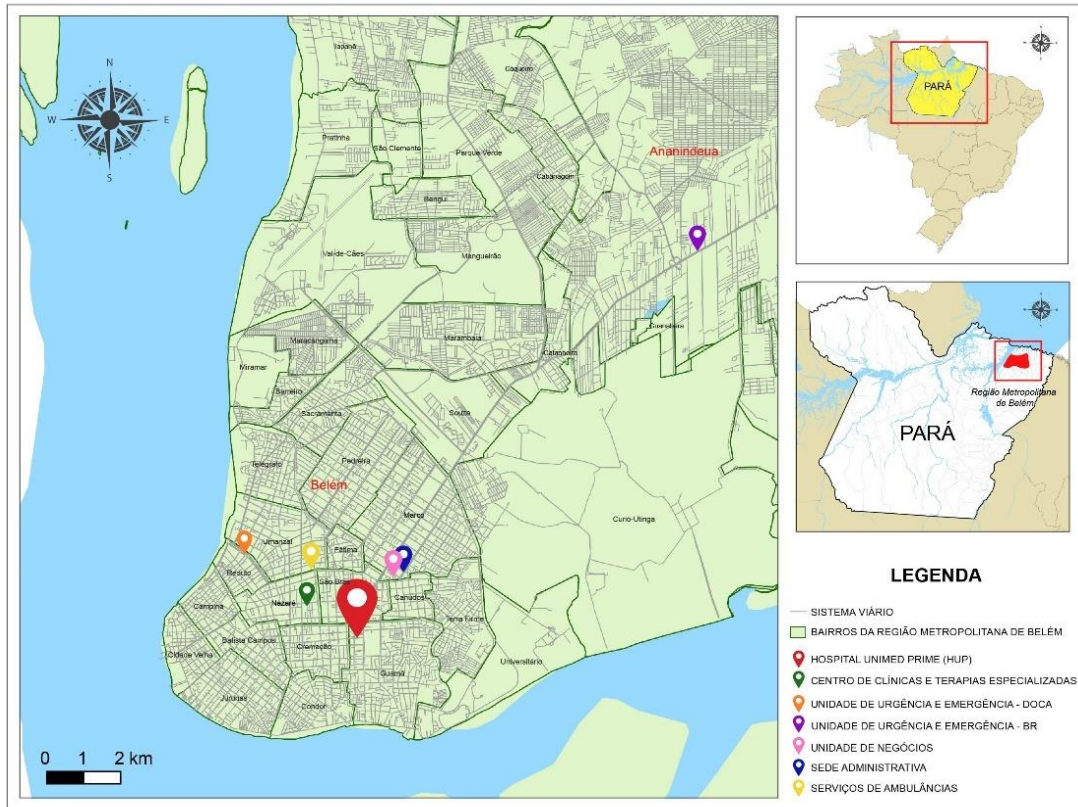 Tapanã
Coqueiro
N
W
E
S
Pratinha
São Clemente
Parque Verde
Ananindeua
Cabanagem
Bengui
Val-de-Cães
Mangueirão
Guanabara
Maracangalha
Marambaia
Castanheira
Miramar
Barreiro
Sacramenta
Souza
Telégrafo
Pedreira
Belém
Marco
Curio-Utinga
Umarizal
Fátima
Reduto
São Brás
Nazaré
Canudos
Campina
Terra Firme
Batista Campos
Cremação
Cidade Velha
Guamá
Universitário
Jurunas
Condor
0 1 2 km
PARÁ
Região Metropolitana
de Belém
PARÁ
LEGENDA
SISTEMA VIÁRIO
BAIRROS DA REGIÃO METROPOLITANA DE BELÉM
HOSPITAL UNIMED PRIME (HUP)
CENTRO DE CLÍNICAS E TERAPIAS ESPECIALIZADAS
UNIDADE DE URGÊNCIA E EMERGÊNCIA - DOCA
UNIDADE DE URGÊNCIA E EMERGÊNCIA - BR
UNIDADE DE NEGÓCIOS
SEDE ADMINISTRATIVA
SERVIÇOS DE AMBULÂNCIAS